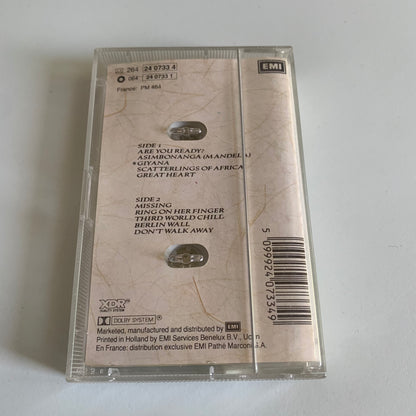 264 24 0733 4
064 24 0733 1
France: PM 464
EMI
SIDE 1
ARE YOU READY?
ASIMBONANGA (MANDELA)
*GIYANA
SCATTERLINGS OF AFRICA
GREAT HEART
SIDE 2
MISSING
RING ON HER FINGER
THIRD WORLD CHILL
BERLIN WALL
DON'T WALK AWAY
5 099924 073349
XDR
DOLBY SYSTEM
Marketed, manufactured and distributed by EMI
Printed in Holland by EMI Services Benelux B.V., Uden
En France: distribution exclusive EMI Pathé Marconi S.A.